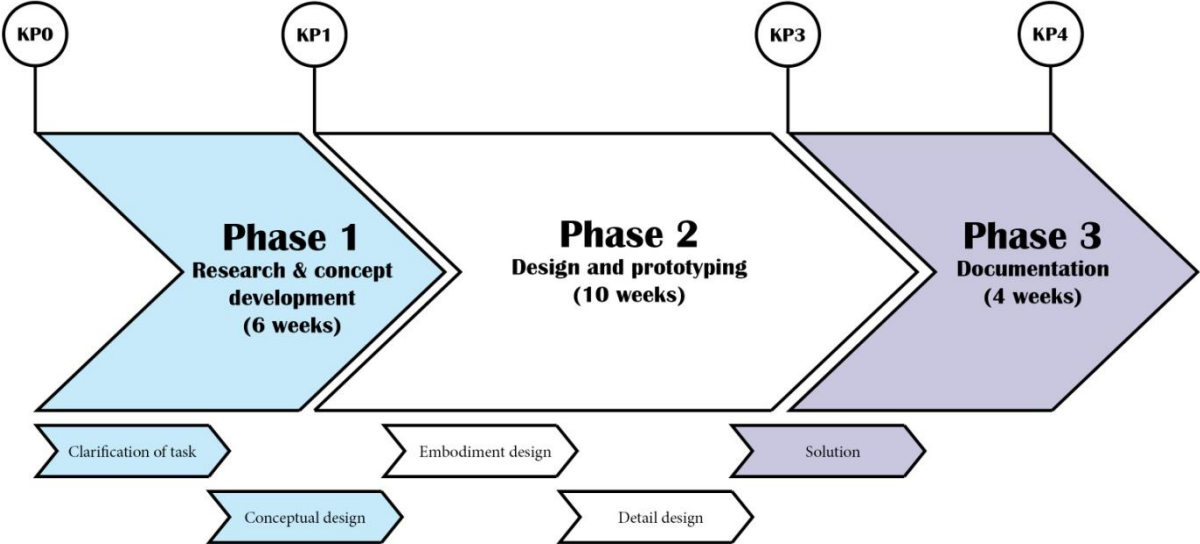 KP0
KP1
KP3
KP4
Phase 1
Research & concept
development
(6 weeks)
Phase 2
Design and prototyping
(10 weeks)
Phase 3
Documentation
(4 weeks)
Clarification of task
Embodiment design
Solution
Conceptual design
Detail design